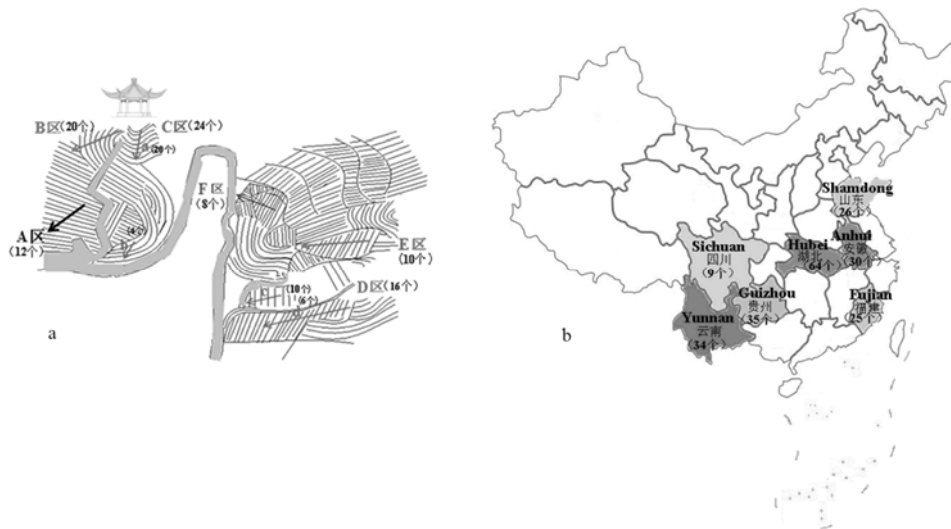 B区(20个)
C区(24个)
a(20个)
F区
(8个)
(4个)
b
A区
(12个)
E区
(10个)
D区(16个)
c(10个)
d(6个)
a
Shamdong
山东
(26个)
Anhui
安徽
(30个)
Hubei
湖北
(64个)
Sichuan
四川
(9个)
Guizhou
贵州
(35个)
Fujian
福建
25个)
Yunnan
云南
(34个)
b